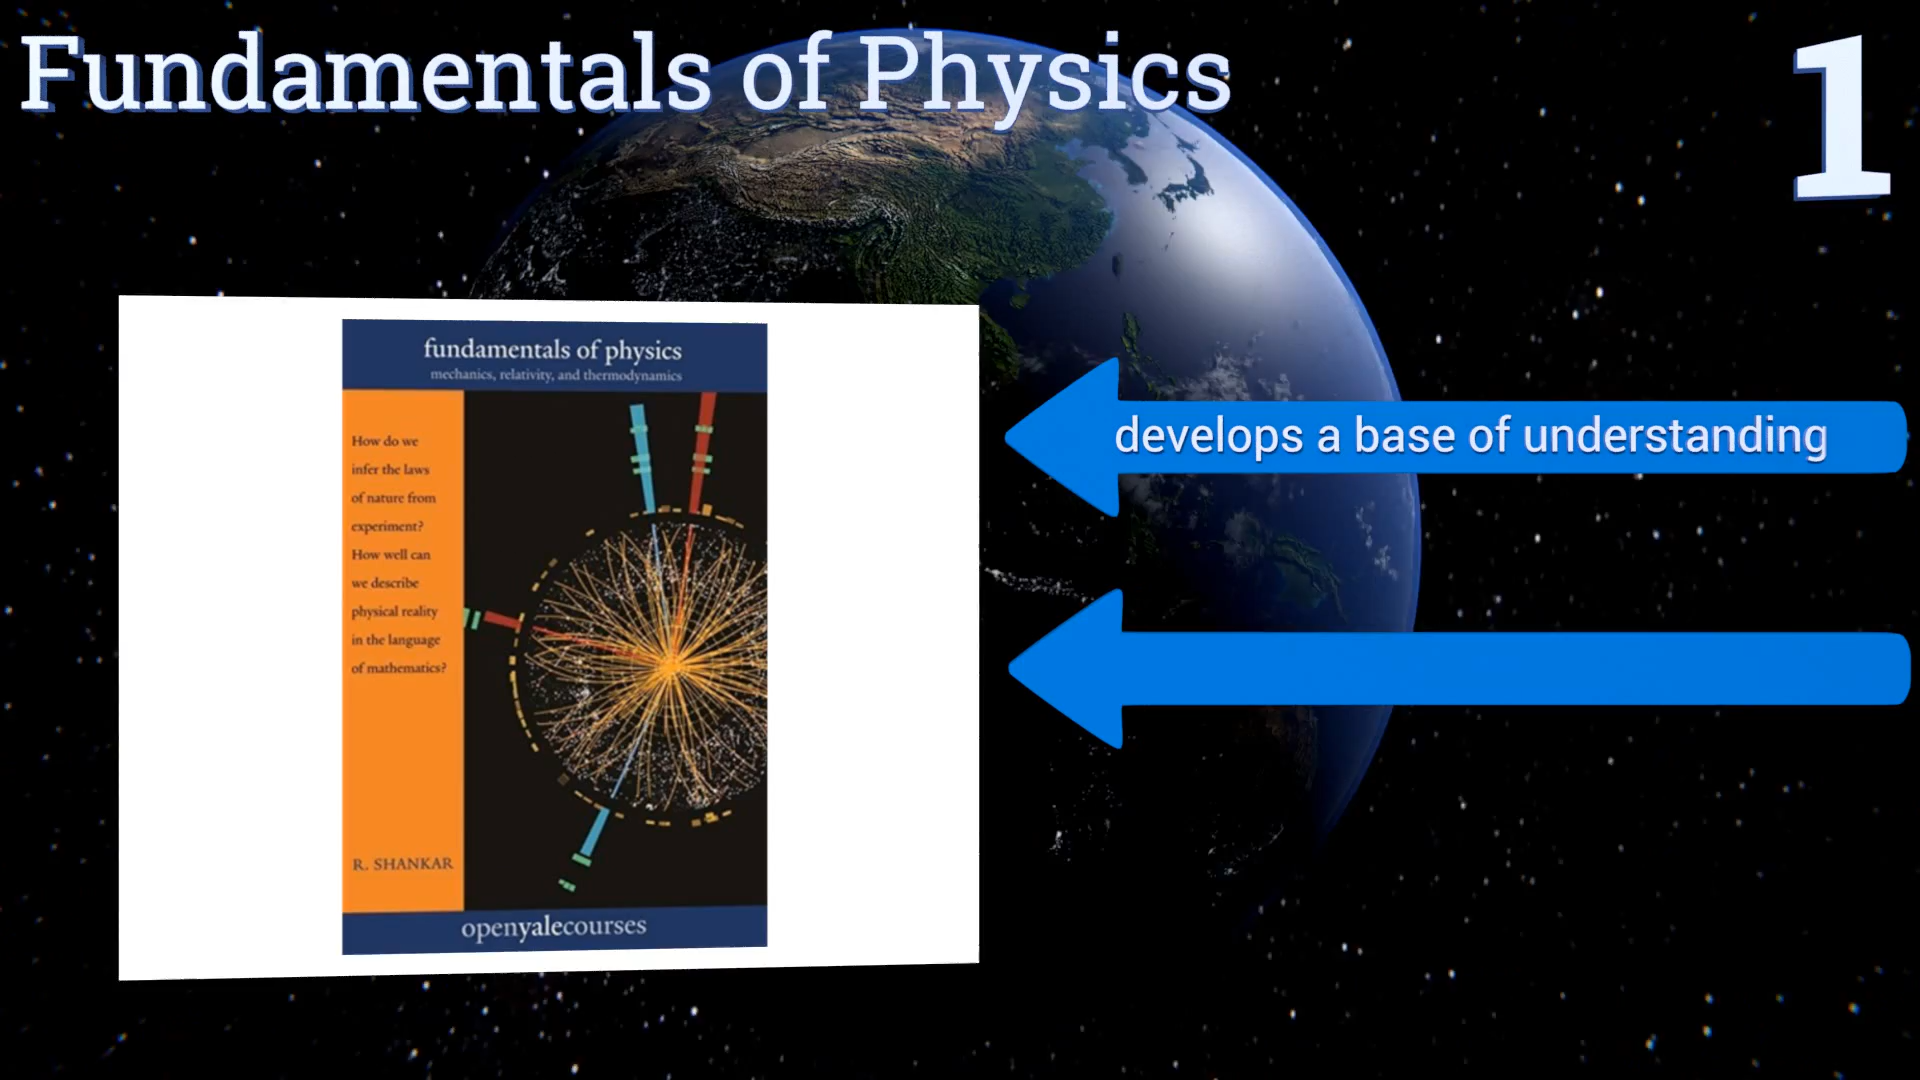 Fundamentals of Physics
1
fundamentals of physics
mechanics, relativity, and thermodynamics
How do we
infer the laws
of nature from
experiment?
How well can
we describe
physical reality
in the language
of mathematics?
R. SHANKAR
openyalecourses
develops a base of understanding